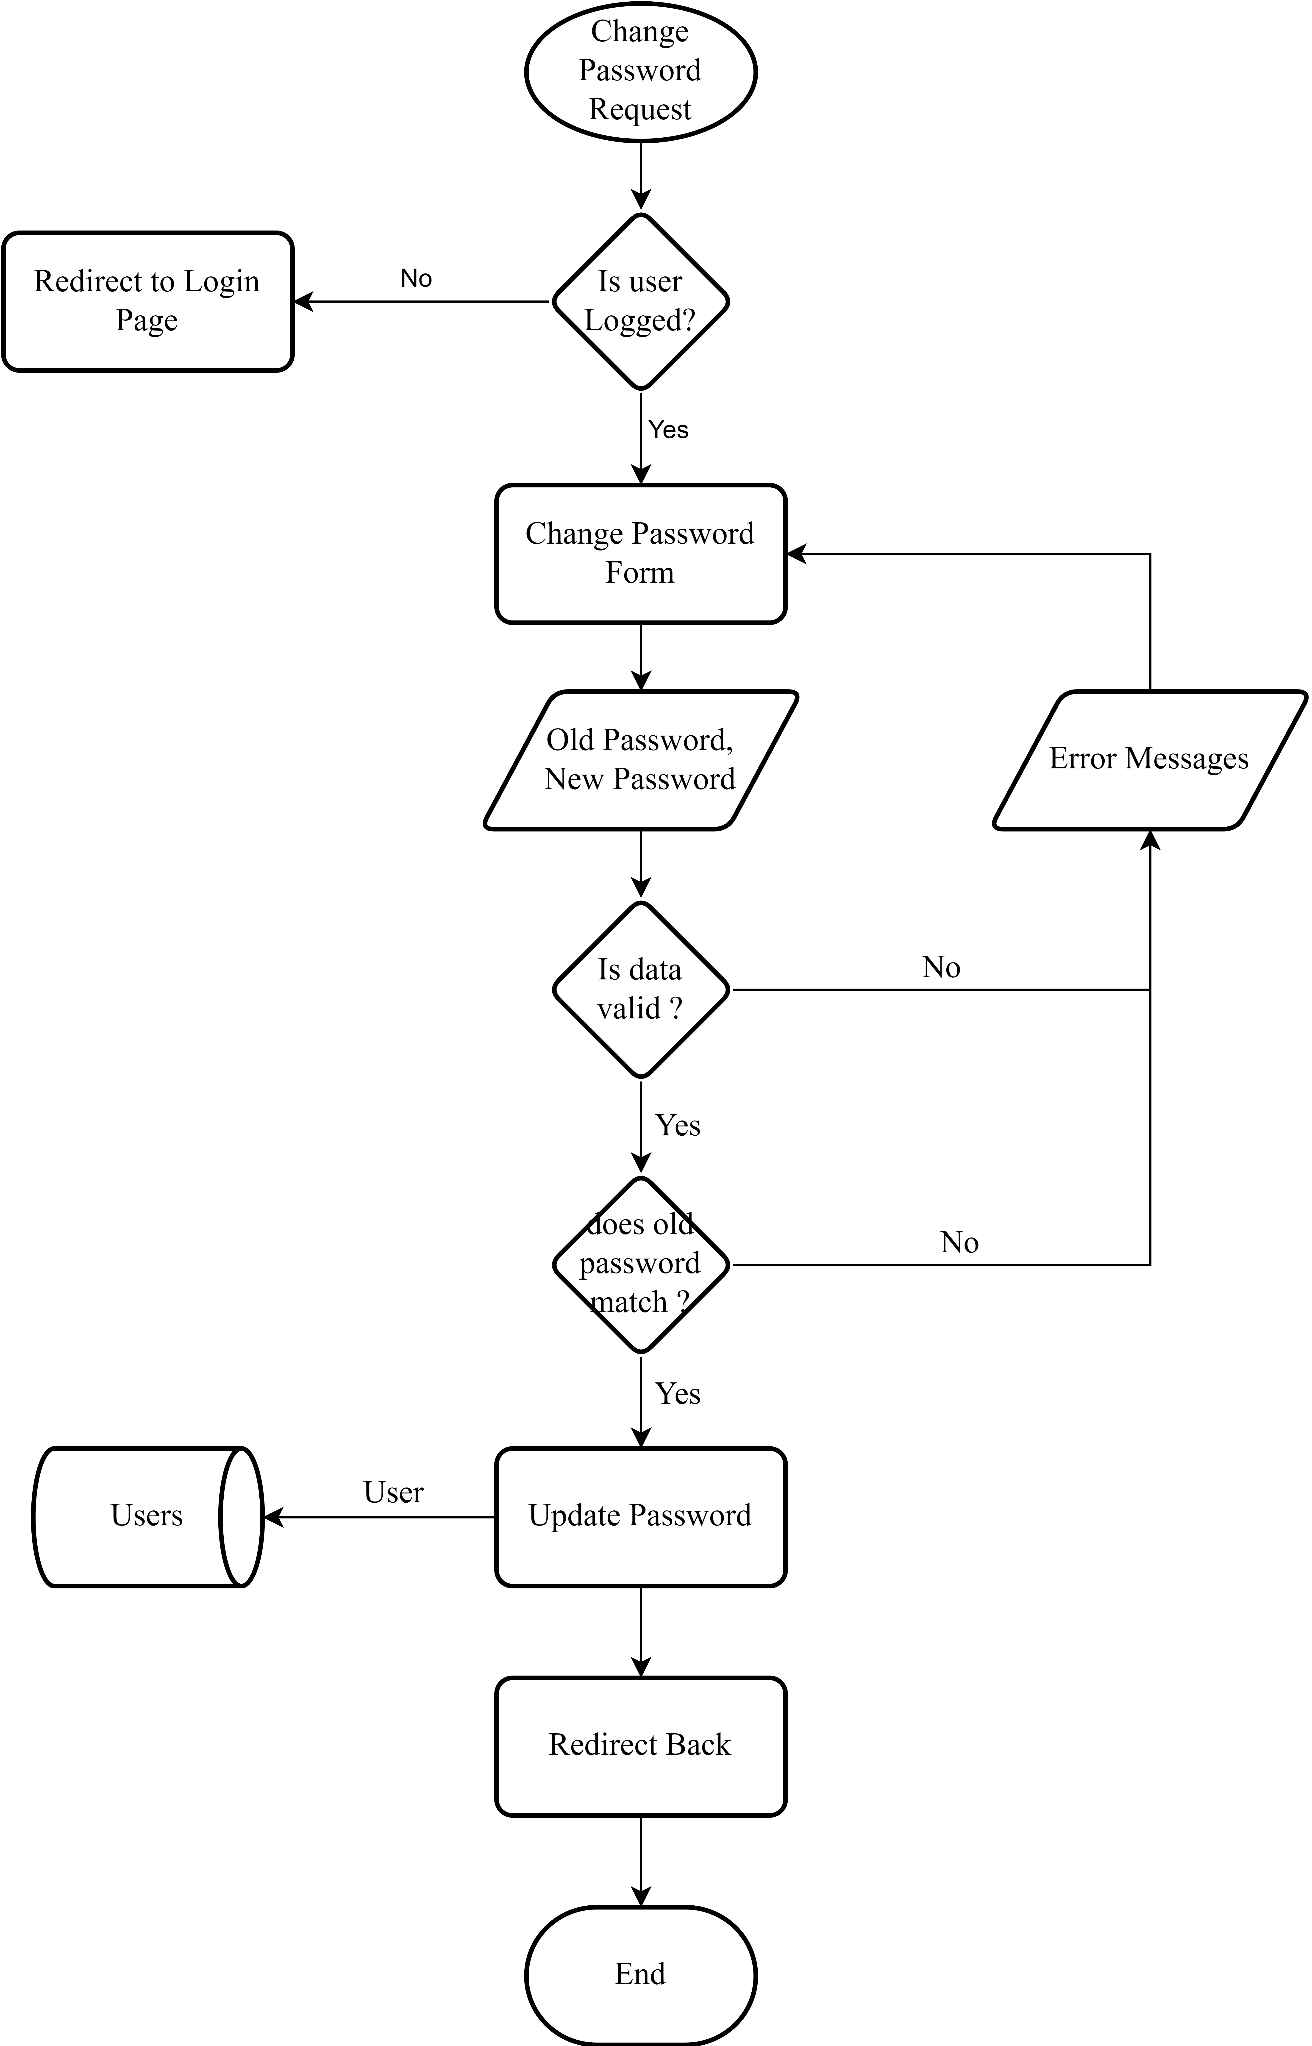 Change
Password
Request
Is user
Logged?
No
Redirect to Login
Page
Yes
Change Password
Form
Old Password,
New Password
Error Messages
Is data
valid ?
No
Yes
does old
password
match ?
No
Yes
Update Password
User
Users
Redirect Back
End